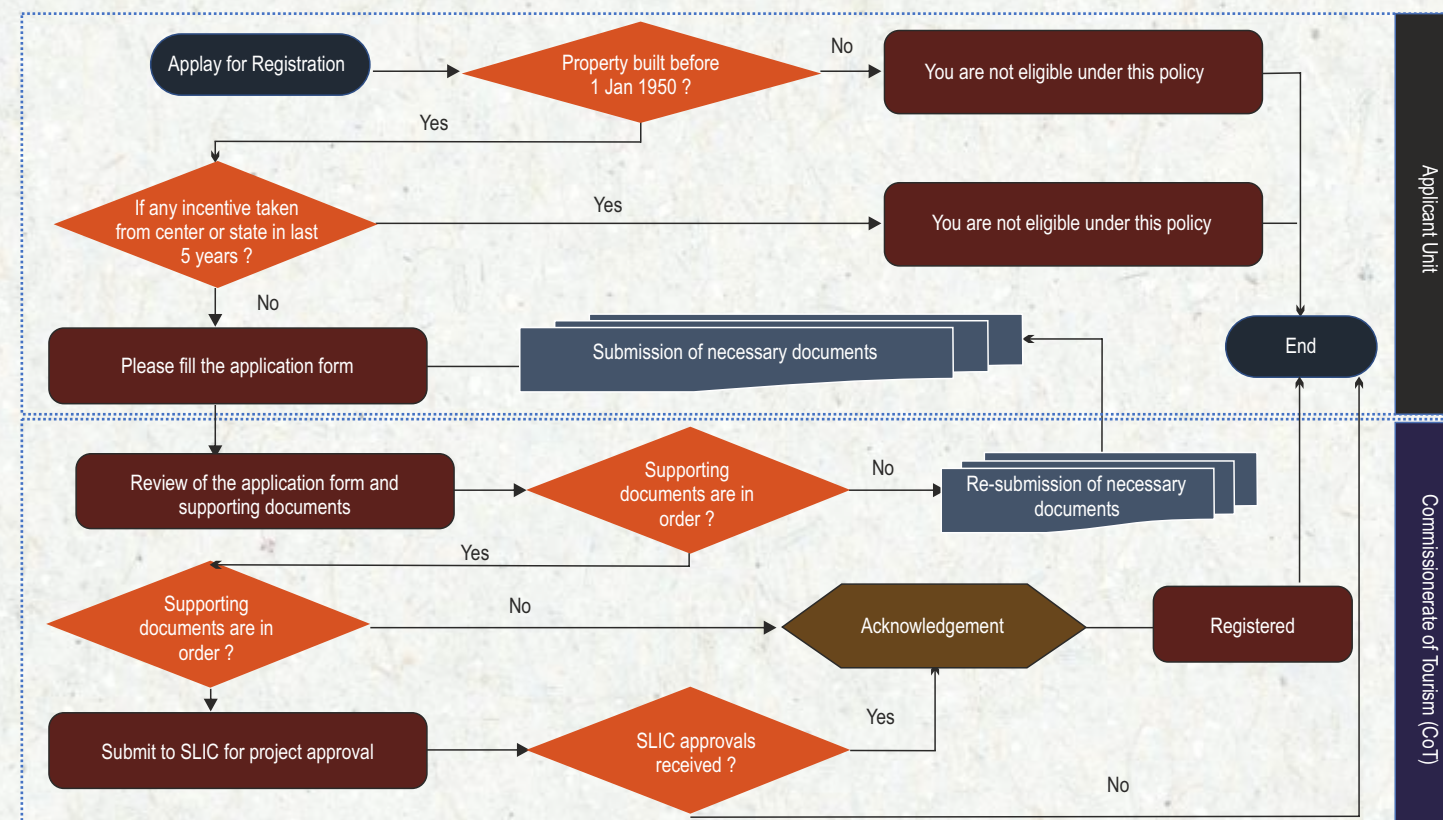 Applay for Registration
Property built before
1 Jan 1950 ?
No
You are not eligible under this policy
Yes
If any incentive taken
from center or state in last
5 years ?
Yes
You are not eligible under this policy
No
Please fill the application form
Submission of necessary documents
End
Applicant Unit
Review of the application form and
supporting documents
Supporting
documents are in
order ?
No
Re-submission of necessary
documents
Yes
Supporting
documents are in
order ?
No
Acknowledgement
Registered
Submit to SLIC for project approval
SLIC approvals
received ?
Yes
No
Commissionerate of Tourism (CoT)